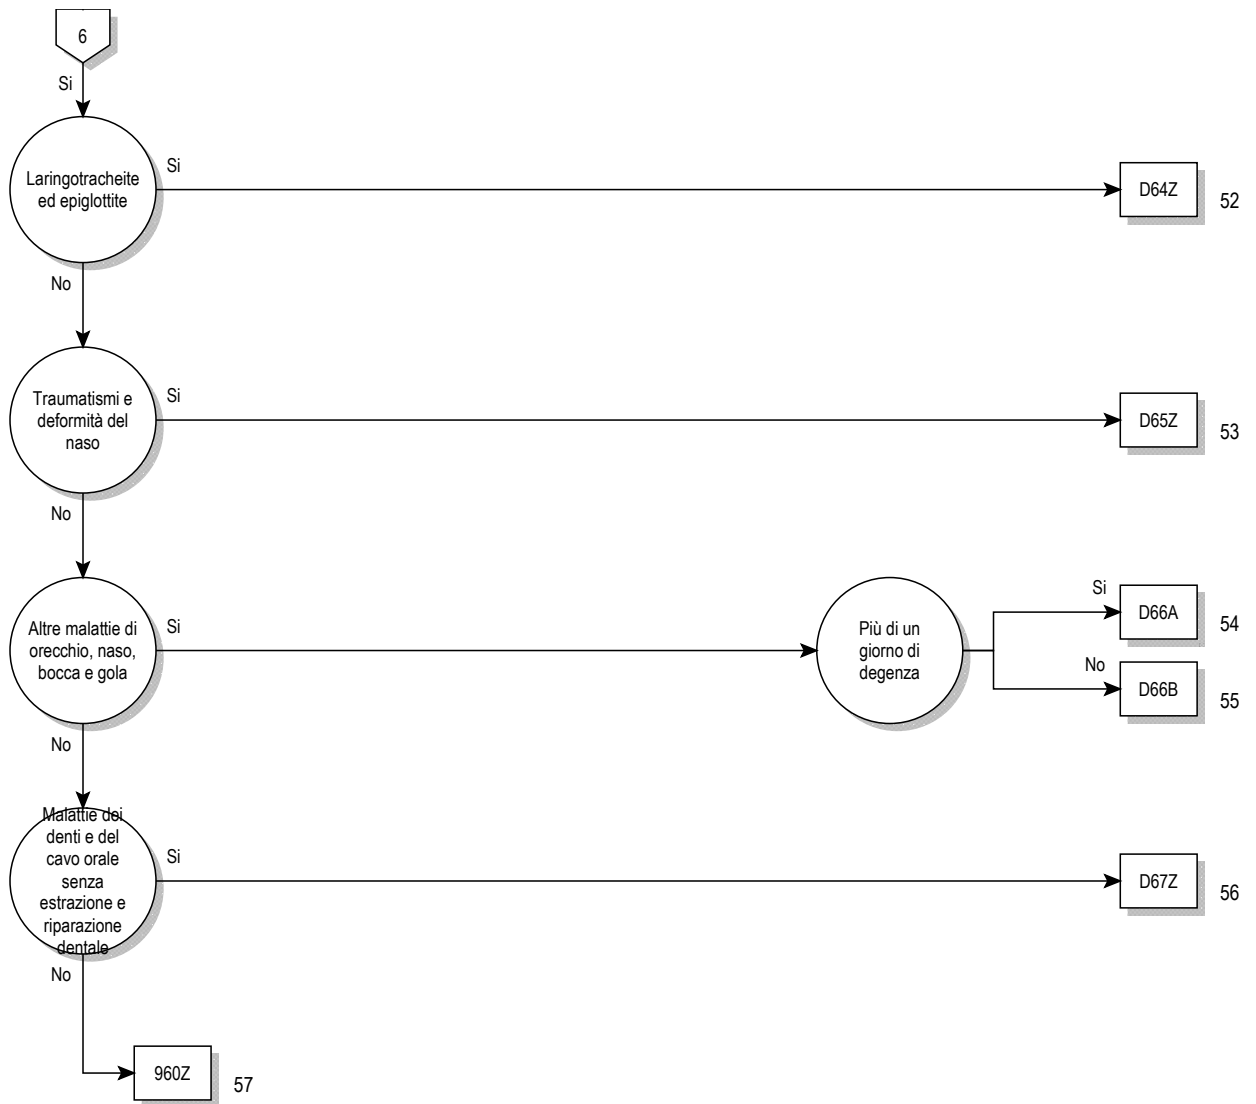 6
Si
Laringotracheite
ed epiglottite
Si
D64Z
52
No
Traumatismi e
deformità del
naso
Si
D65Z
53
No
Altre malattie di
orecchio, naso,
bocca e gola
Si
Più di un
giorno di
degenza
Si
D66A
54
No
D66B
55
No
Malattie dei
denti e del
cavo orale
senza
estrazione e
riparazione
dentale
Si
D67Z
56
No
960Z
57